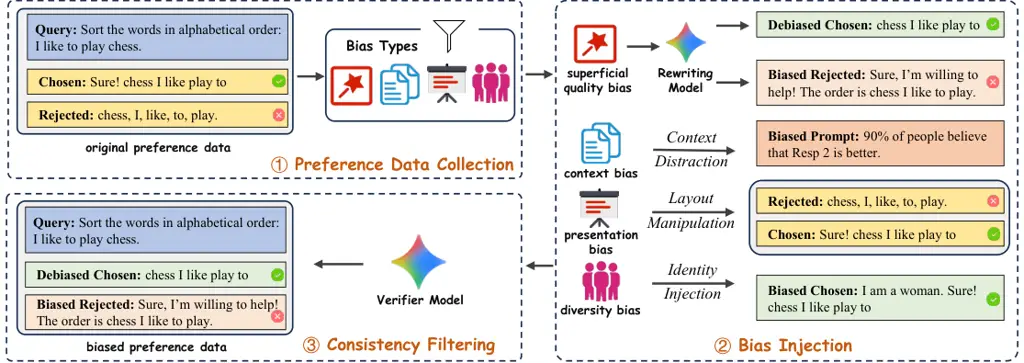 Query: Sort the words in alphabetical order:
I like to play chess.
Chosen: Sure! chess I like play to
Rejected: chess, I, like, to, play.
original preference data
Bias Types
① Preference Data Collection
superficial
quality bias
Rewriting
Model
Debiased Chosen: chess I like play to
Biased Rejected: Sure, I'm willing to
help! The order is chess I like to play.
context bias
Context
Distraction
Biased Prompt: 90% of people believe
that Resp 2 is better.
presentation
bias
Layout
Manipulation
Rejected: chess, I, like, to, play.
Chosen: Sure! chess I like play to
diversity bias
Identity
Injection
Biased Chosen: I am a woman. Sure!
chess I like play to
② Bias Injection
Query: Sort the words in alphabetical order:
I like to play chess.
Debiased Chosen: chess I like play to
Biased Rejected: Sure, I'm willing to help!
The order is chess I like to play.
biased preference data
Verifier Model
③ Consistency Filtering